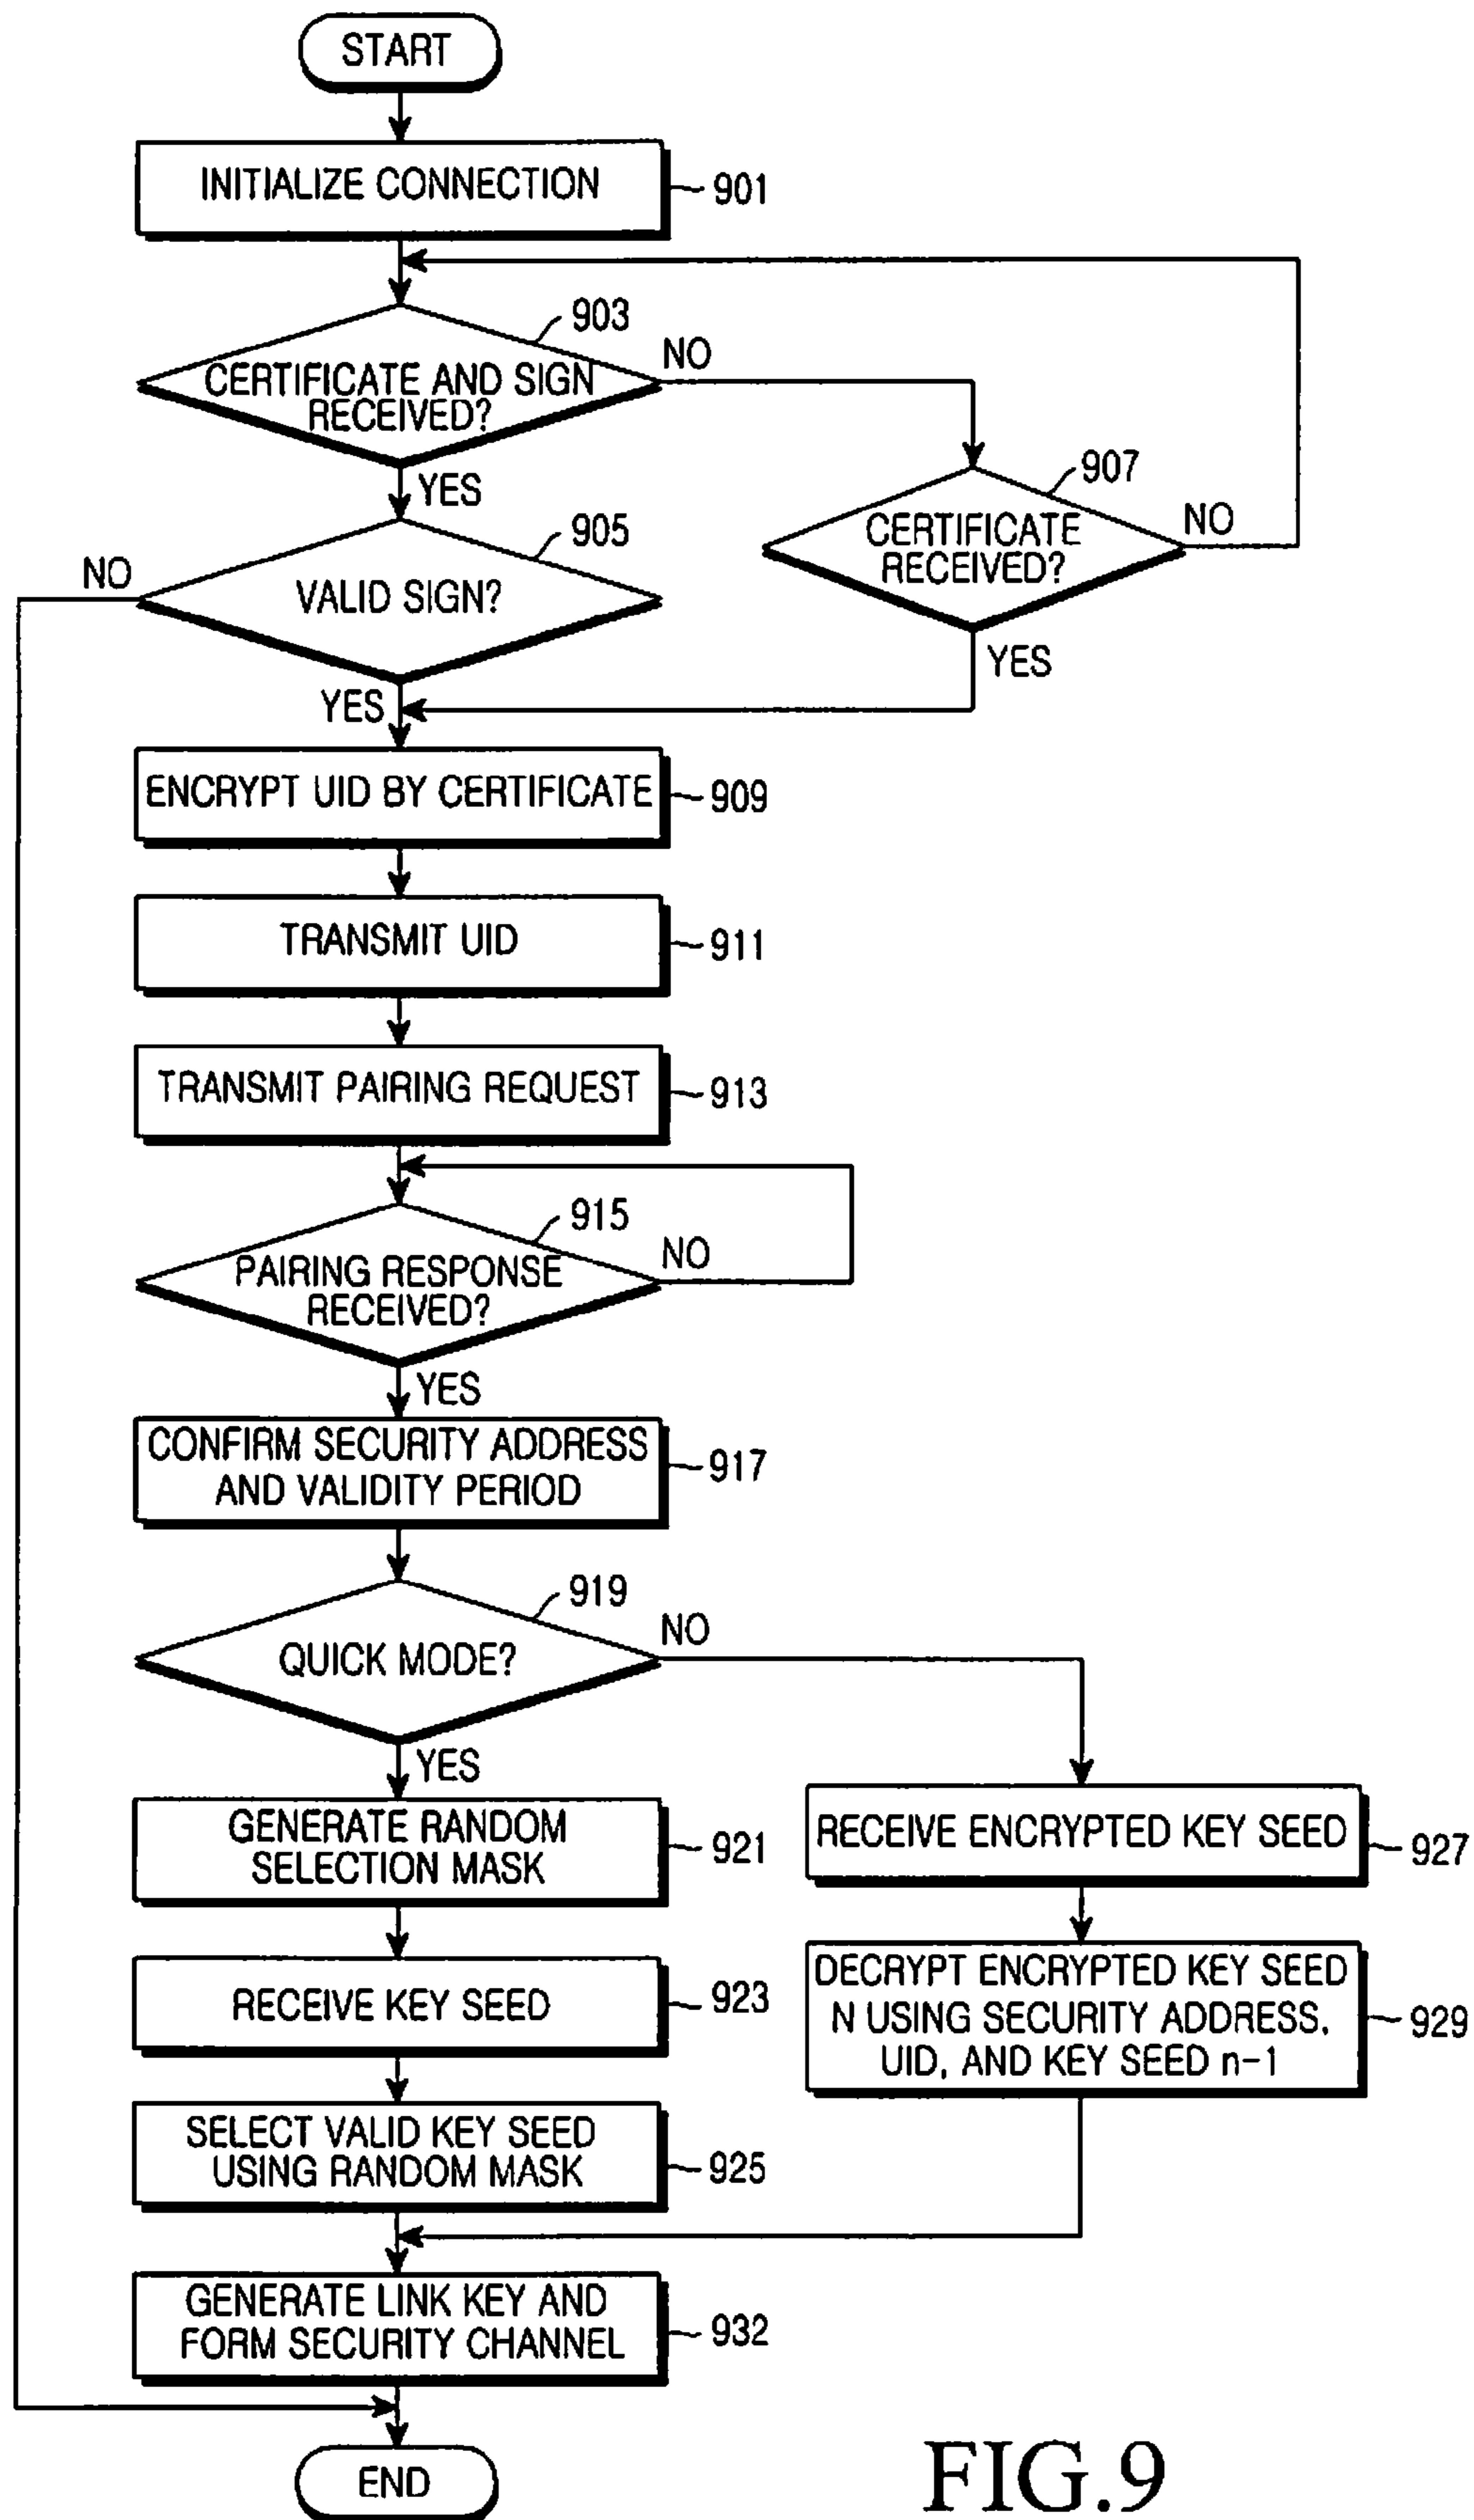 START
INITIALIZE CONNECTION
901
903
CERTIFICATE AND SIGN
RECEIVED?
NO
YES
907
CERTIFICATE
RECEIVED?
NO
YES
905
VALID SIGN?
NO
YES
ENCRYPT UID BY CERTIFICATE
909
TRANSMIT UID
911
TRANSMIT PAIRING REQUEST
913
915
PAIRING RESPONSE
RECEIVED?
NO
YES
CONFIRM SECURITY ADDRESS
AND VALIDITY PERIOD
917
919
QUICK MODE?
NO
YES
GENERATE RANDOM
SELECTION MASK
921
RECEIVE KEY SEED
923
SELECT VALID KEY SEED
USING RANDOM MASK
925
RECEIVE ENCRYPTED KEY SEED
927
DECRYPT ENCRYPTED KEY SEED
N USING SECURITY ADDRESS,
UID, AND KEY SEED n-1
929
GENERATE LINK KEY AND
FORM SECURITY CHANNEL
932
END
FIG.9